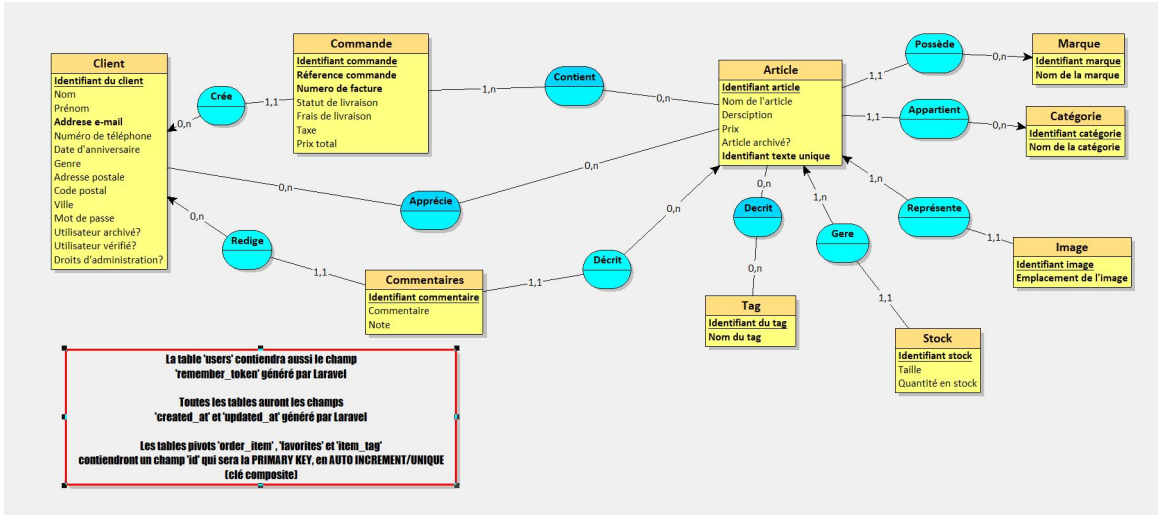 Client
Identifiant du client
Nom
Prénom
Addrese e-mail
Numéro de téléphone
Date d'anniversaire
Genre
Adresse postale
Code postal
Ville
Mot de passe
Utilisateur archivé?
Utilisateur vérifié?
Droits d'administration?
Crée
0,n
1,1
Commande
Identifiant commande
Réference commande
Numero de facture
Statut de livraison
Frais de livraison
Taxe
Prix total
1,n
Contient
0,n
Article
Identifiant article
Nom de l'article
Dersciption
Prix
Article archivé?
Identifiant texte unique
1,1
Possède
0,n
Marque
Identifiant marque
Nom de la marque
1,1
Appartient
0,n
Catégorie
Identifiant catégorie
Nom de la catégorie
0,n
Apprécie
0,n
0,n
Redige
1,1
Commentaires
Identifiant commentaire
Commentaire
Note
1,1
Décrit
0,n
0,n
Decrit
0,n
Tag
Identifiant du tag
Nom du tag
1,n
Gere
1,1
Stock
Identifiant stock
Taille
Quantité en stock
1,n
Représente
1,1
Image
Identifiant image
Emplacement de l'image
La table 'users' contiendra aussi le champ
'remember_token' généré par Laravel
Toutes les tables auront les champs
'created_at' et 'updated_at' généré par Laravel
Les tables pivots 'order_item' , 'favorites' et 'item_tag'
contiendront un champ 'id' qui sera la PRIMARY KEY, en AUTO INCREMENT/UNIQUE
(clé composite)